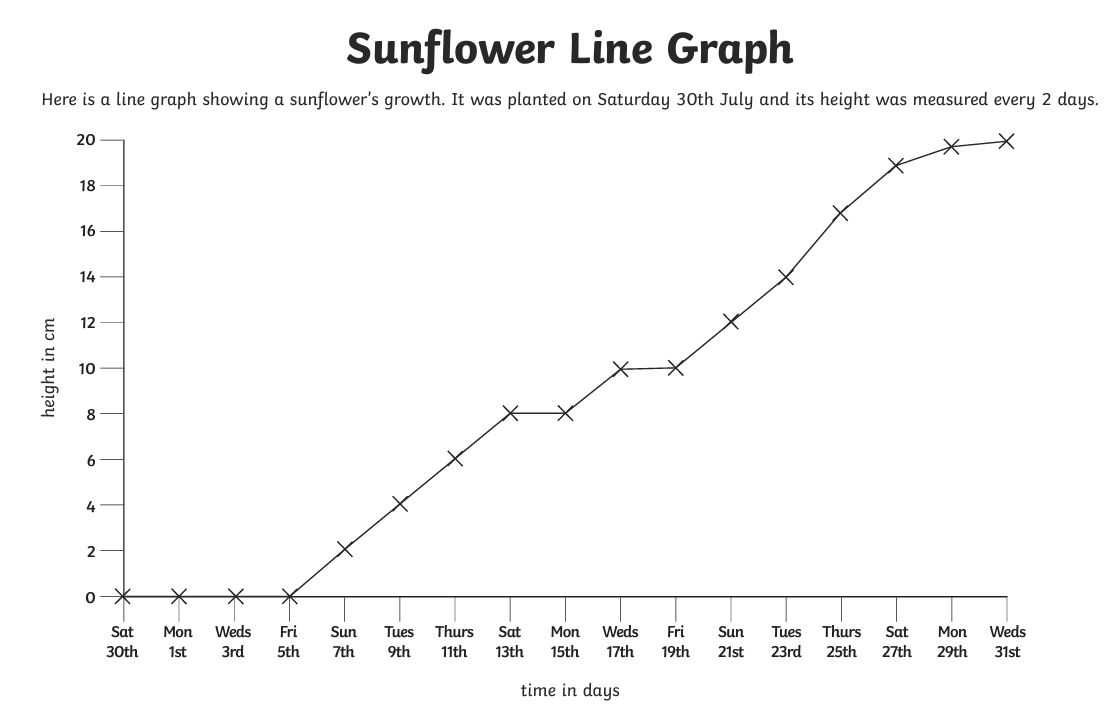 Sunflower Line Graph
Here is a line graph showing a sunflower's growth. It was planted on Saturday 30th July and its height was measured every 2 days.
20
18
16
14
12
10
8
6
4
2
0
height in cm
Sat Mon Weds Fri Sun Tues Thurs Sat Mon Weds Fri Sun Tues Thurs Sat Mon Weds
30th 1st 3rd 5th 7th 9th 11th 13th 15th 17th 19th 21st 23rd 25th 27th 29th 31st
time in days